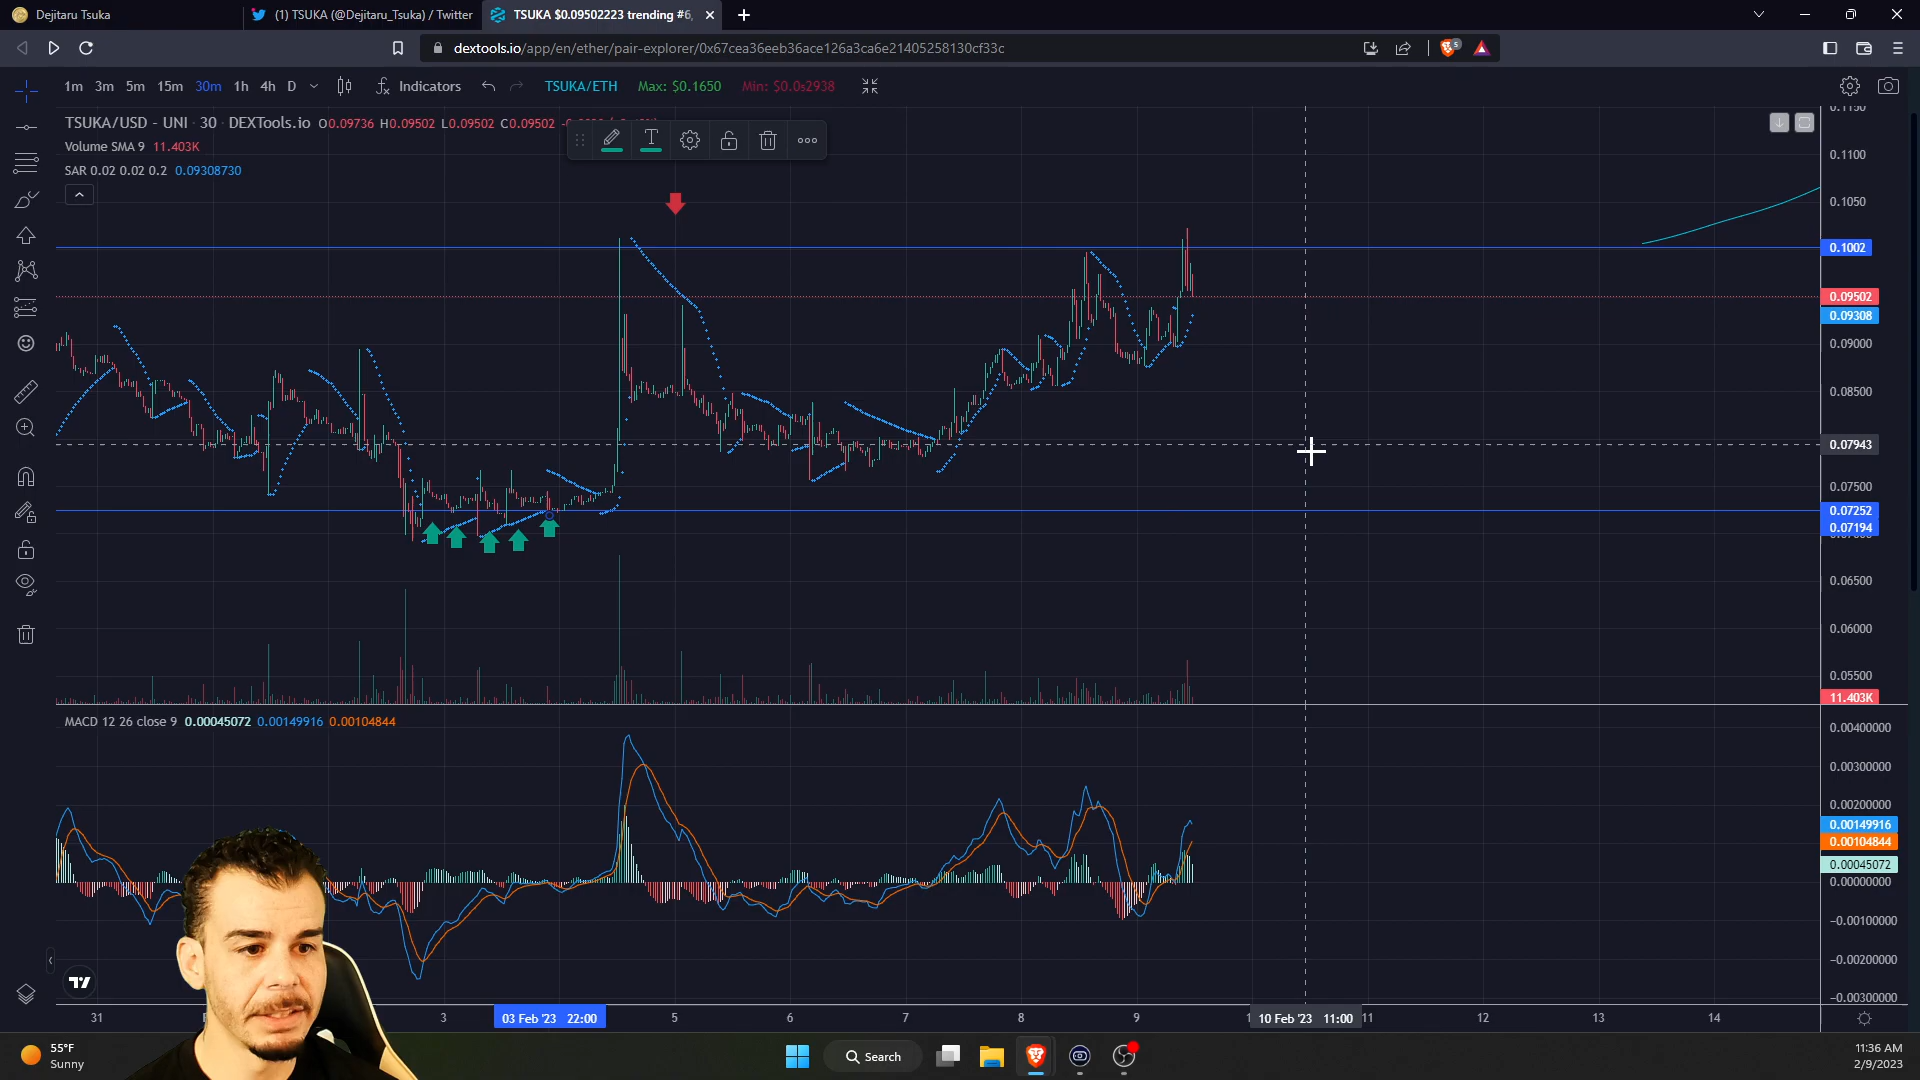 Dejitaru Tsuka
(1) TSUKA (@Dejitaru_Tsuka) / Twitter
TSUKA $0.09502223 trending #6,
dextools.io/app/en/ether/pair-explorer/0x67cea36eeb36ace126a3ca6e21405258130cf33c
1m 3m 5m 15m 30m 1h 4h D Indicators TSUKA/ETH Max: $0.1650 Min: $0.0₅2938
TSUKA/USD - UNI · 30 · DEXTools.io O0.09736 H0.09502 L0.09502 C0.09502
Volume SMA 9 11.403K
SAR 0.02 0.02 0.2 0.09308730
0.1150
0.1100
0.1050
0.1002
0.09502
0.09308
0.09000
0.08500
0.07943
0.07500
0.07252
0.07194
0.07000
0.06500
0.06000
0.05500
11.403K
MACD 12 26 close 9 0.00045072 0.00149916 0.00104844
0.00400000
0.00300000
0.00200000
0.00149916
0.00104844
0.00045072
0.00000000
-0.00100000
-0.00200000
-0.00300000
31 3 03 Feb '23 22:00 5 6 7 8 9 10 Feb '23 11:00 11 12 13 14
55°F
Sunny
Search
11:36 AM
2/9/2023